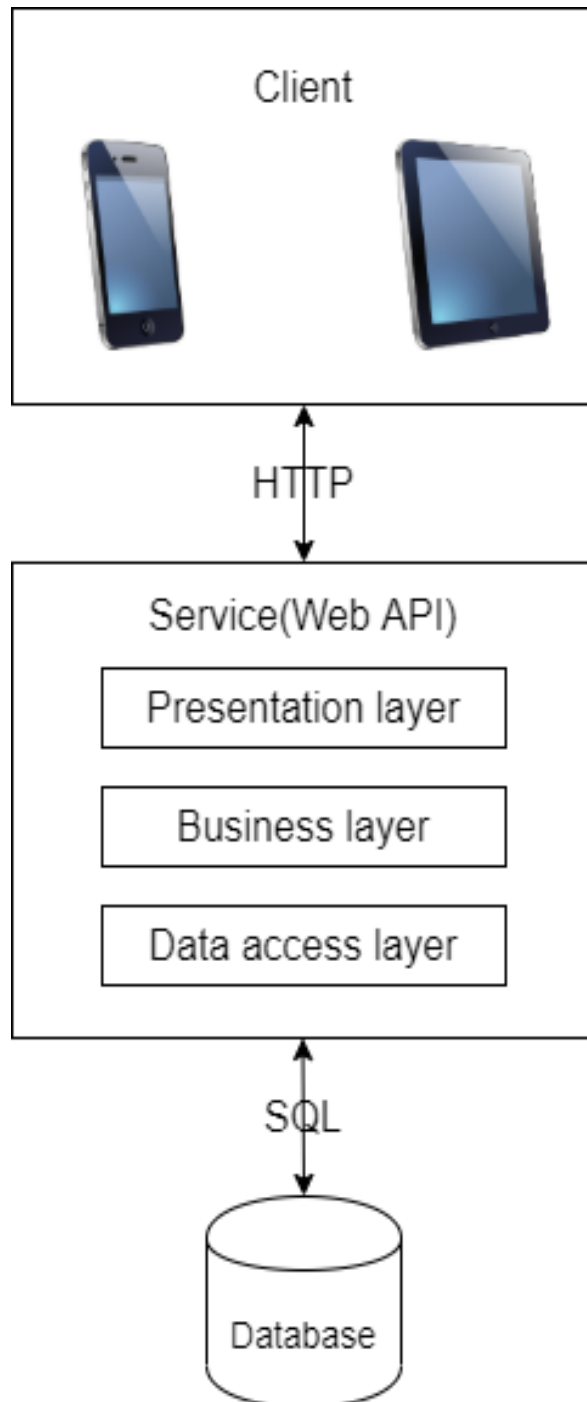 Client
HTTP
Service(Web API)
Presentation layer
Business layer
Data access layer
SQL
Database